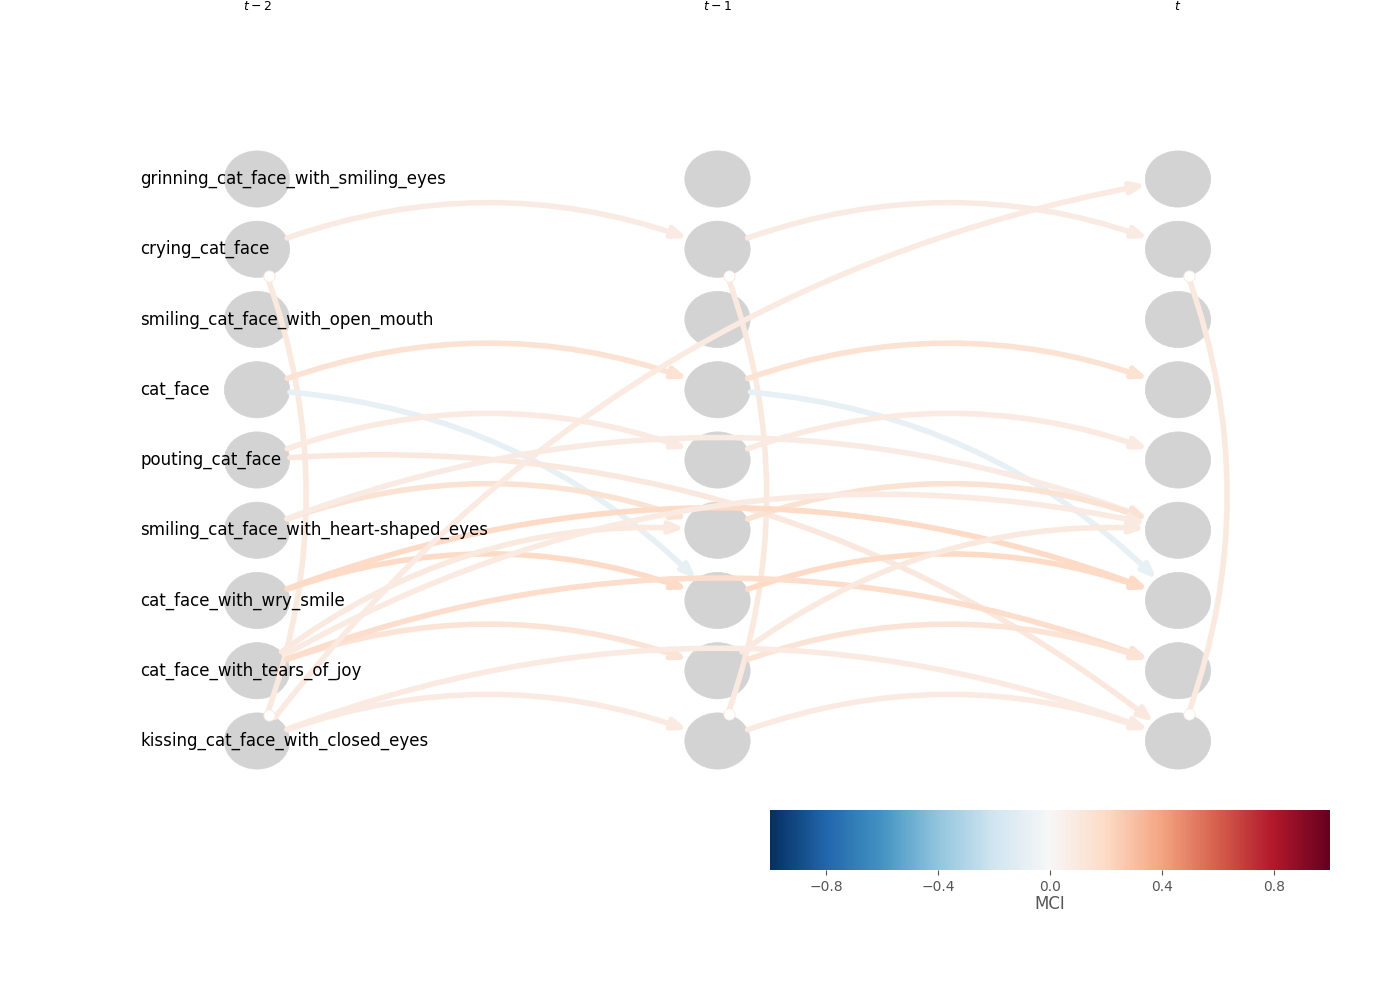 t − 2 t − 1 t
grinning_cat_face_with_smiling_eyes
crying_cat_face
smiling_cat_face_with_open_mouth
cat_face
pouting_cat_face
smiling_cat_face_with_heart-shaped_eyes
cat_face_with_wry_smile
cat_face_with_tears_of_joy
kissing_cat_face_with_closed_eyes
−0.8 −0.4 0.0 0.4 0.8
MCI